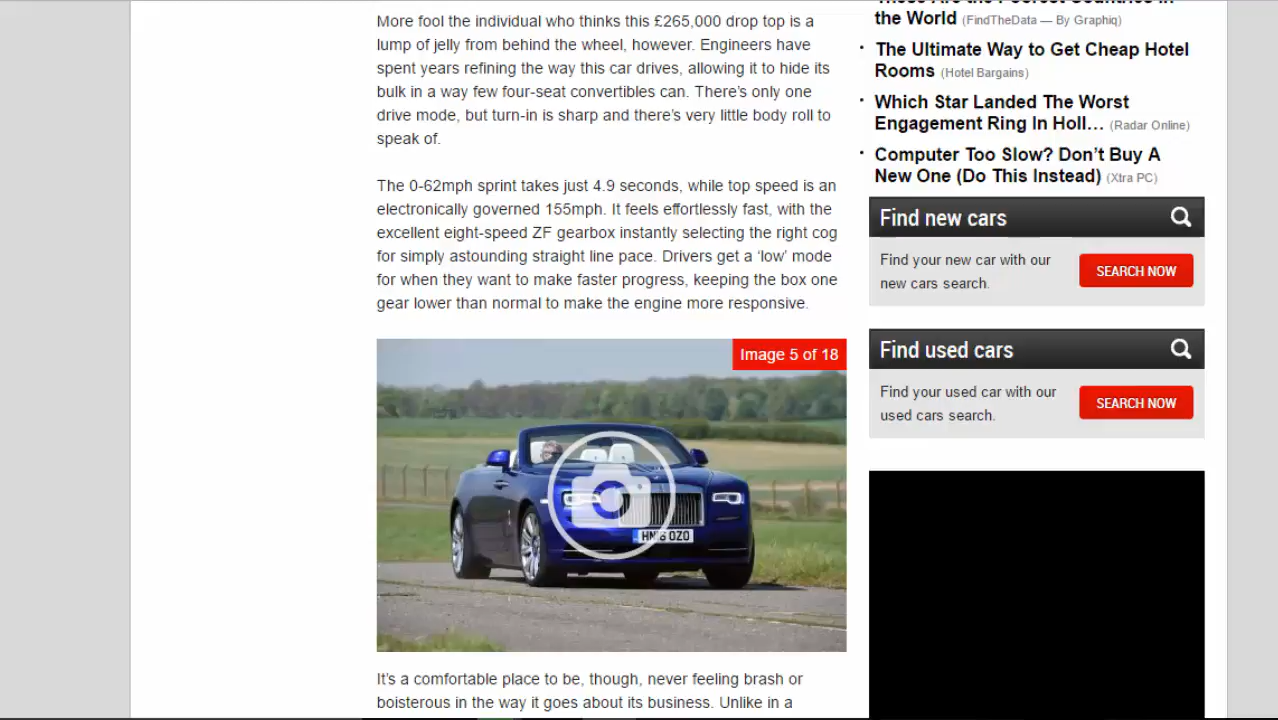 More fool the individual who thinks this £265,000 drop top is a
lump of jelly from behind the wheel, however. Engineers have
spent years refining the way this car drives, allowing it to hide its
bulk in a way few four-seat convertibles can. There’s only one
drive mode, but turn-in is sharp and there’s very little body roll to
speak of.
The 0-62mph sprint takes just 4.9 seconds, while top speed is an
electronically governed 155mph. It feels effortlessly fast, with the
excellent eight-speed ZF gearbox instantly selecting the right cog
for simply astounding straight line pace. Drivers get a ‘low’ mode
for when they want to make faster progress, keeping the box one
gear lower than normal to make the engine more responsive.
Image 5 of 18
It’s a comfortable place to be, though, never feeling brash or
boisterous in the way it goes about its business. Unlike in a
the World (FindTheData — By Graphiq)
The Ultimate Way to Get Cheap Hotel
Rooms (Hotel Bargains)
Which Star Landed The Worst
Engagement Ring In Holl… (Radar Online)
Computer Too Slow? Don’t Buy A
New One (Do This Instead) (Xtra PC)
Find new cars
Find your new car with our
new cars search.
SEARCH NOW
Find used cars
Find your used car with our
used cars search.
SEARCH NOW